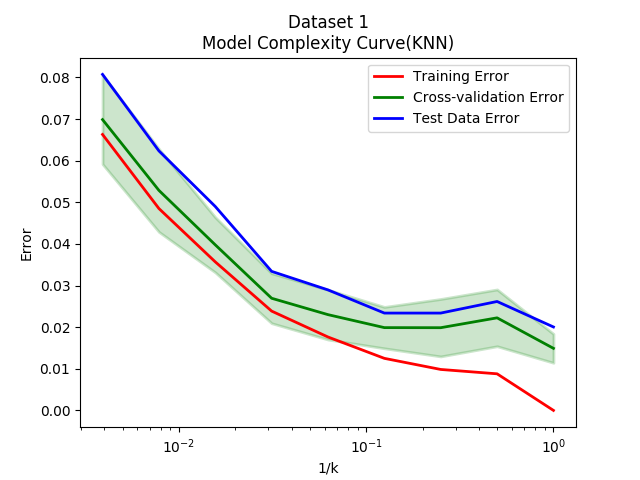 Dataset 1
Model Complexity Curve(KNN)
Training Error
Cross-validation Error
Test Data Error
0.08
0.07
0.06
0.05
0.04
0.03
0.02
0.01
0.00
Error
10⁻² 10⁻¹ 10⁰
1/k